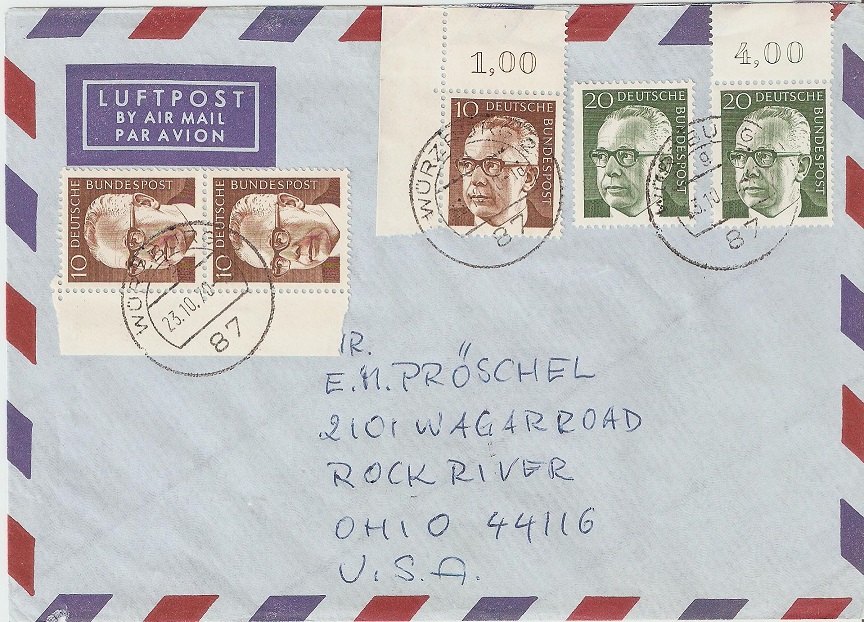 1,00
4,00
LUFTPOST
BY AIR MAIL
PAR AVION
10 DEUTSCHE BUNDESPOST
20 DEUTSCHE BUNDESPOST
20 DEUTSCHE BUNDESPOST
10 DEUTSCHE BUNDESPOST
10 DEUTSCHE BUNDESPOST
23.10.70
87
87
87
E.M. PRÖSCHEL
2101 WAGAR ROAD
ROCK RIVER
OHIO 44116
U.S.A.